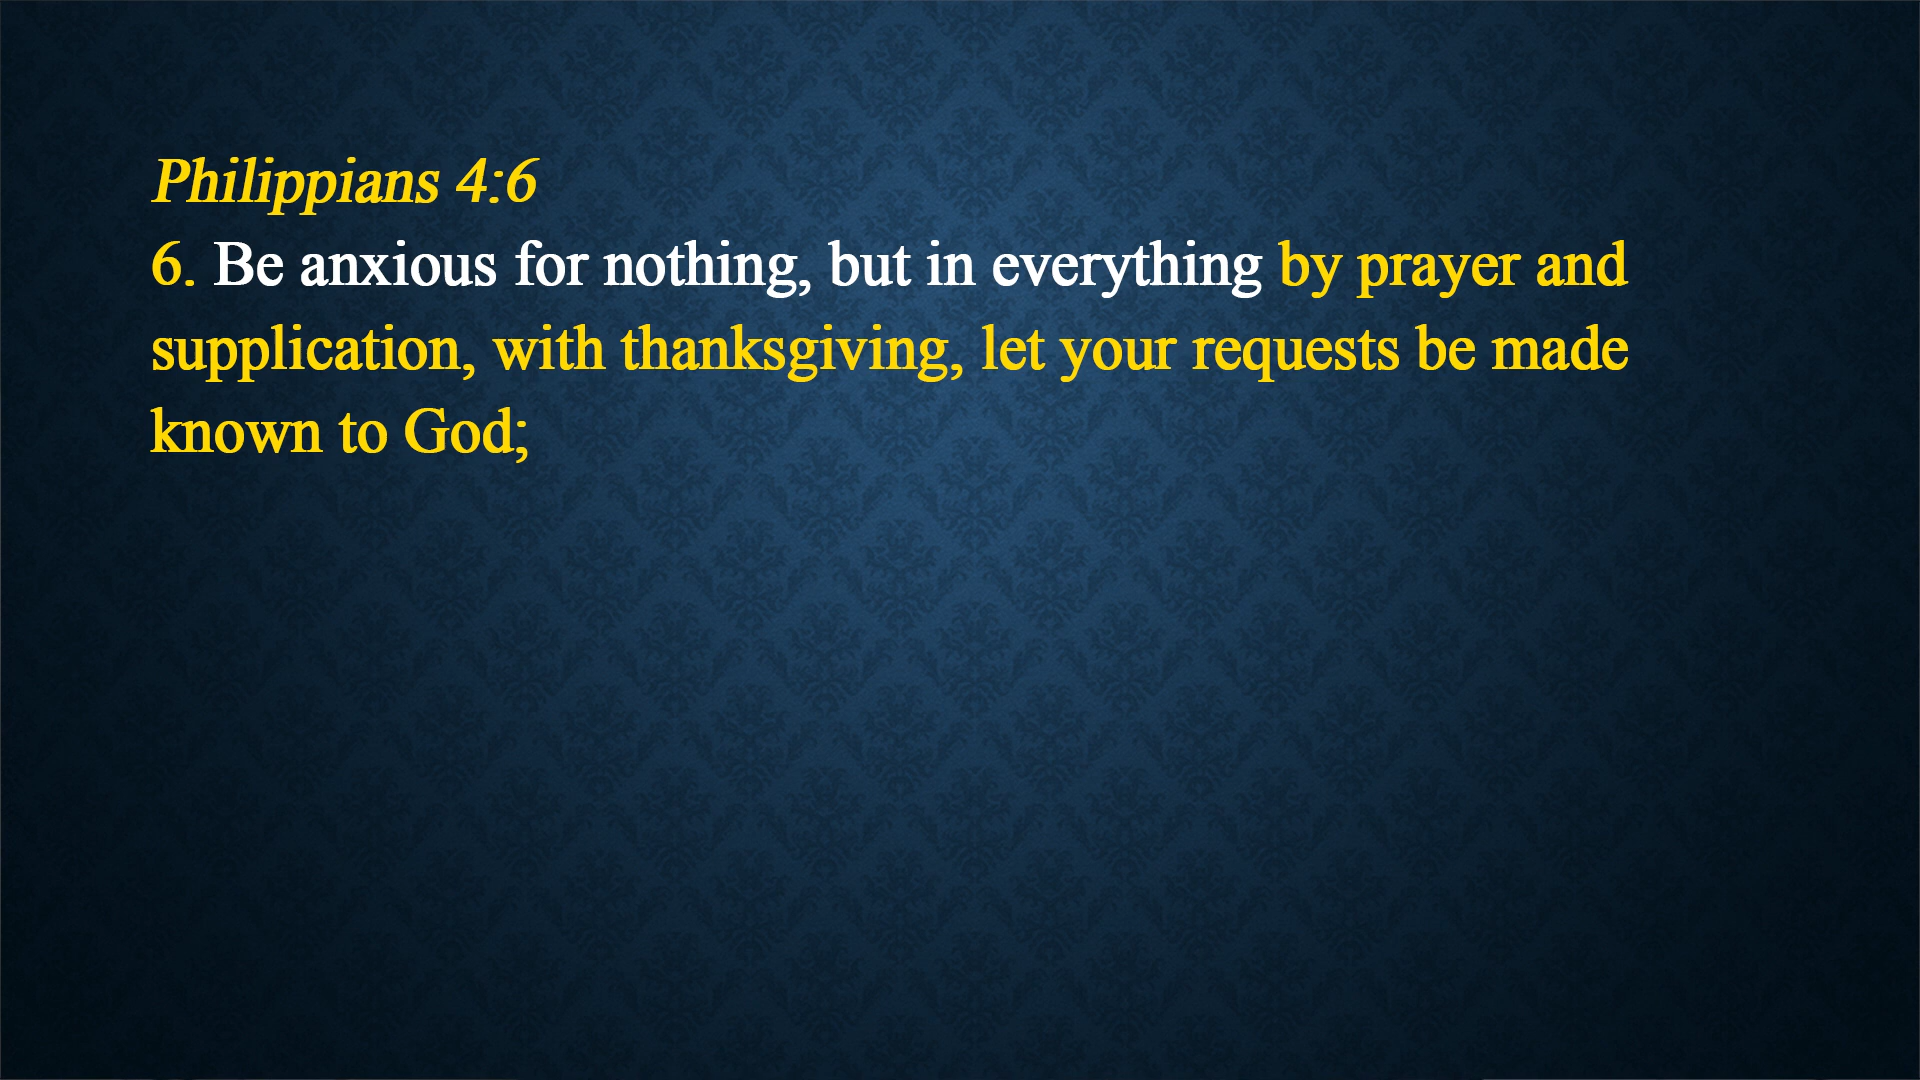 Philippians 4:6
6. Be anxious for nothing, but in everything by prayer and
supplication, with thanksgiving, let your requests be made
known to God;